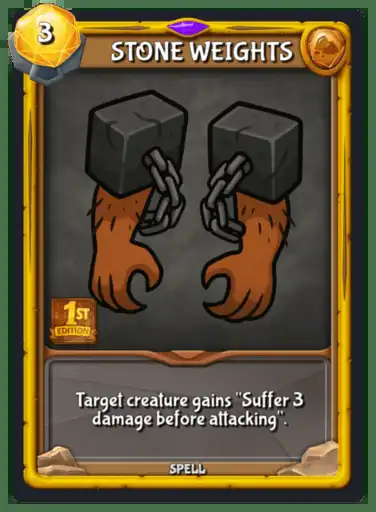 3
STONE WEIGHTS
1ST
EDITION
Target creature gains "Suffer 3
damage before attacking".
SPELL